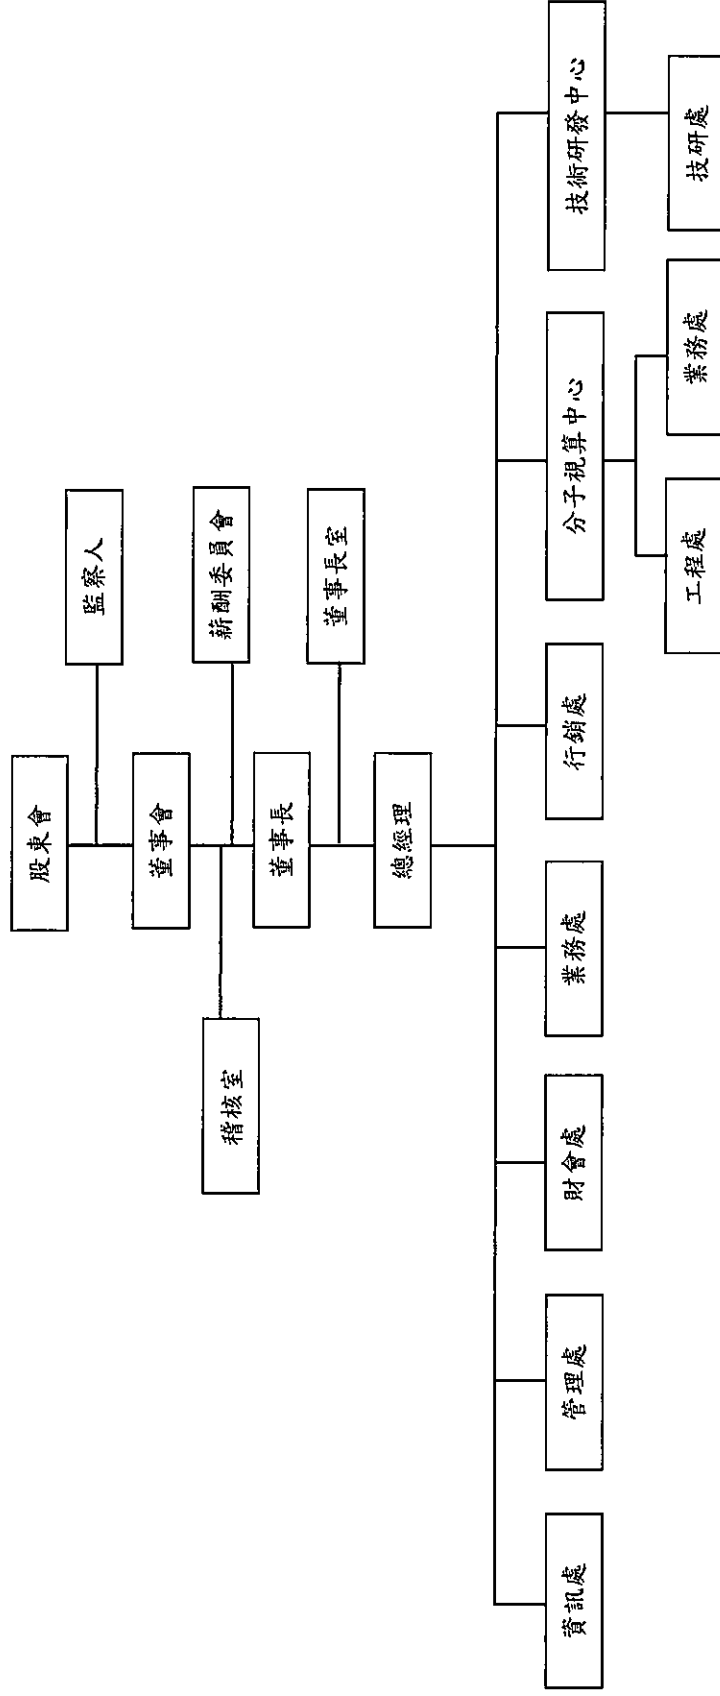 股東會
監察人
董事會
薪酬委員會
稽核室
董事長
董事長室
總經理
資訊處
管理處
財會處
業務處
行銷處
分子視算中心
技術研發中心
工程處
業務處
技研處